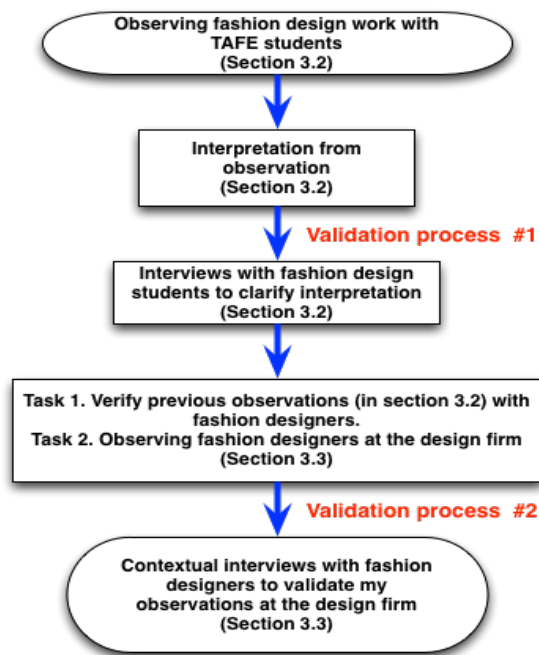 Observing fashion design work with
TAFE students
(Section 3.2)
Interpretation from
observation
(Section 3.2)
Validation process #1
Interviews with fashion design
students to clarify interpretation
(Section 3.2)
Task 1. Verify previous observations (in section 3.2) with
fashion designers.
Task 2. Observing fashion designers at the design firm
(Section 3.3)
Validation process #2
Contextual interviews with fashion
designers to validate my
observations at the design firm
(Section 3.3)